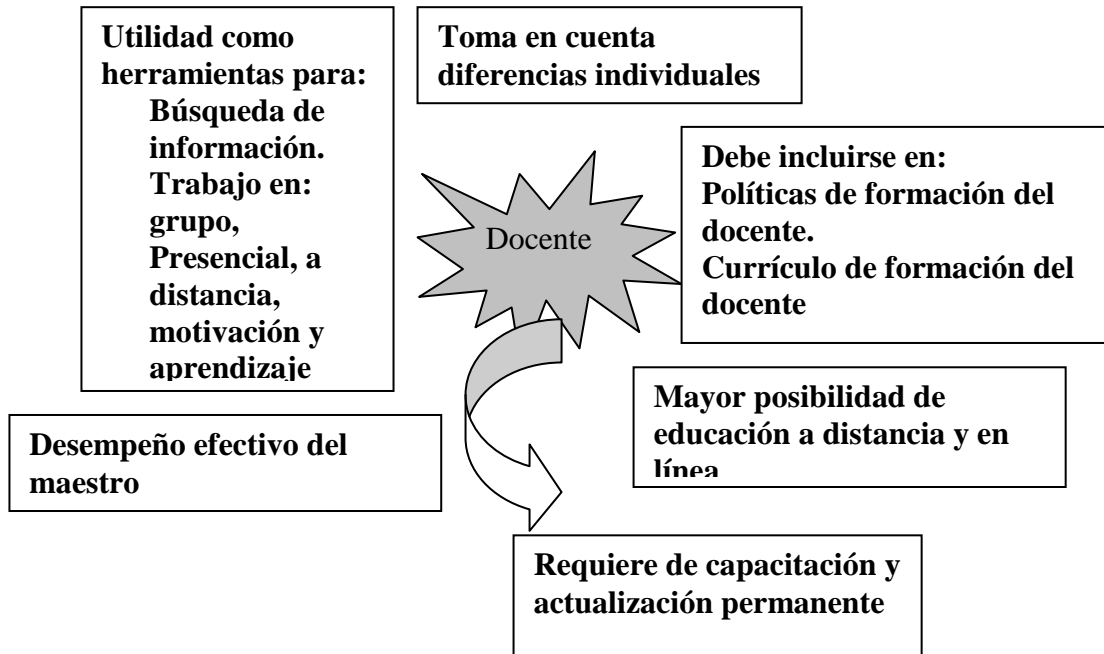 Utilidad como
herramientas para:
Búsqueda de
información.
Trabajo en:
grupo,
Presencial, a
distancia,
motivación y
aprendizaje
Toma en cuenta
diferencias individuales
Docente
Debe incluirse en:
Políticas de formación del
docente.
Currículo de formación del
docente
Mayor posibilidad de
educación a distancia y en
línea
Desempeño efectivo del
maestro
Requiere de capacitación y
actualización permanente